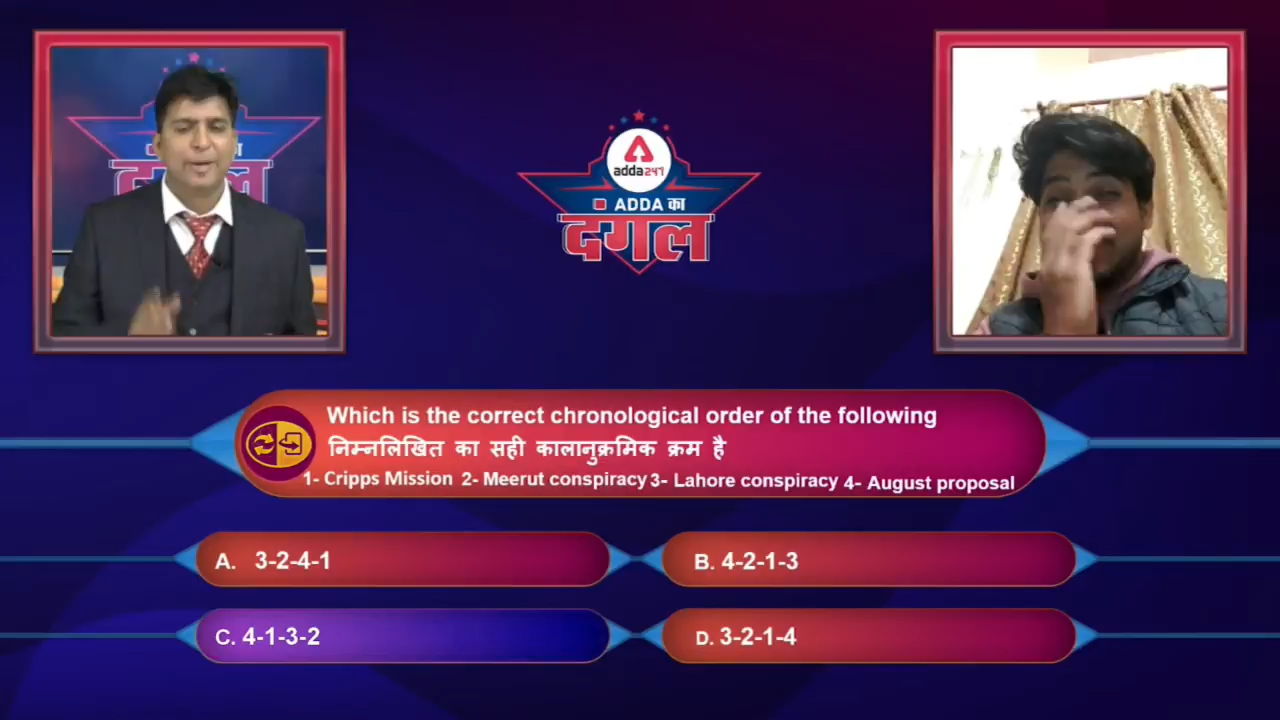 adda247
ADDA का
दंगल
Which is the correct chronological order of the following
निम्नलिखित का सही कालानुक्रमिक क्रम है
1- Cripps Mission 2- Meerut conspiracy 3- Lahore conspiracy 4- August proposal
A. 3-2-4-1
B. 4-2-1-3
C. 4-1-3-2
D. 3-2-1-4